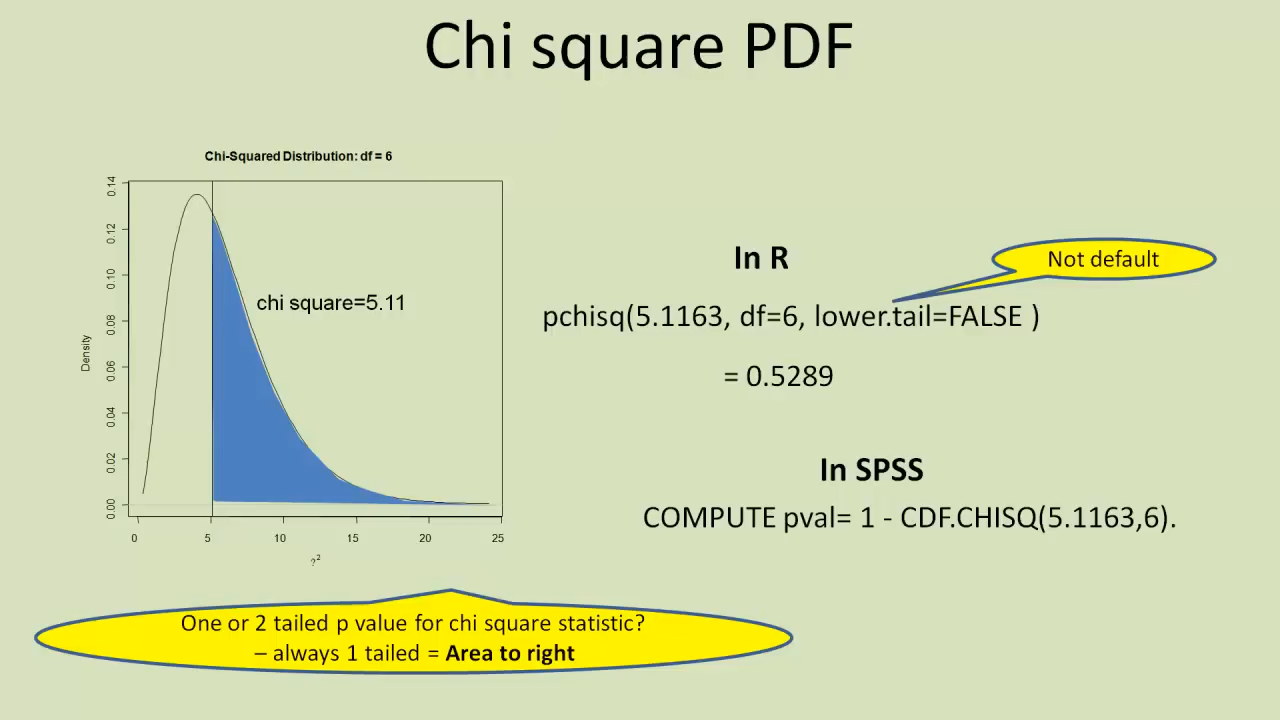 Chi square PDF
Chi-Squared Distribution: df = 6
0.14
0.12
0.10
0.08
0.06
0.04
0.02
0.00
Density
chi square=5.11
0 5 10 15 20 25
?²
In R
Not default
pchisq(5.1163, df=6, lower.tail=FALSE )
= 0.5289
In SPSS
COMPUTE pval= 1 - CDF.CHISQ(5.1163,6).
One or 2 tailed p value for chi square statistic?
– always 1 tailed = Area to right